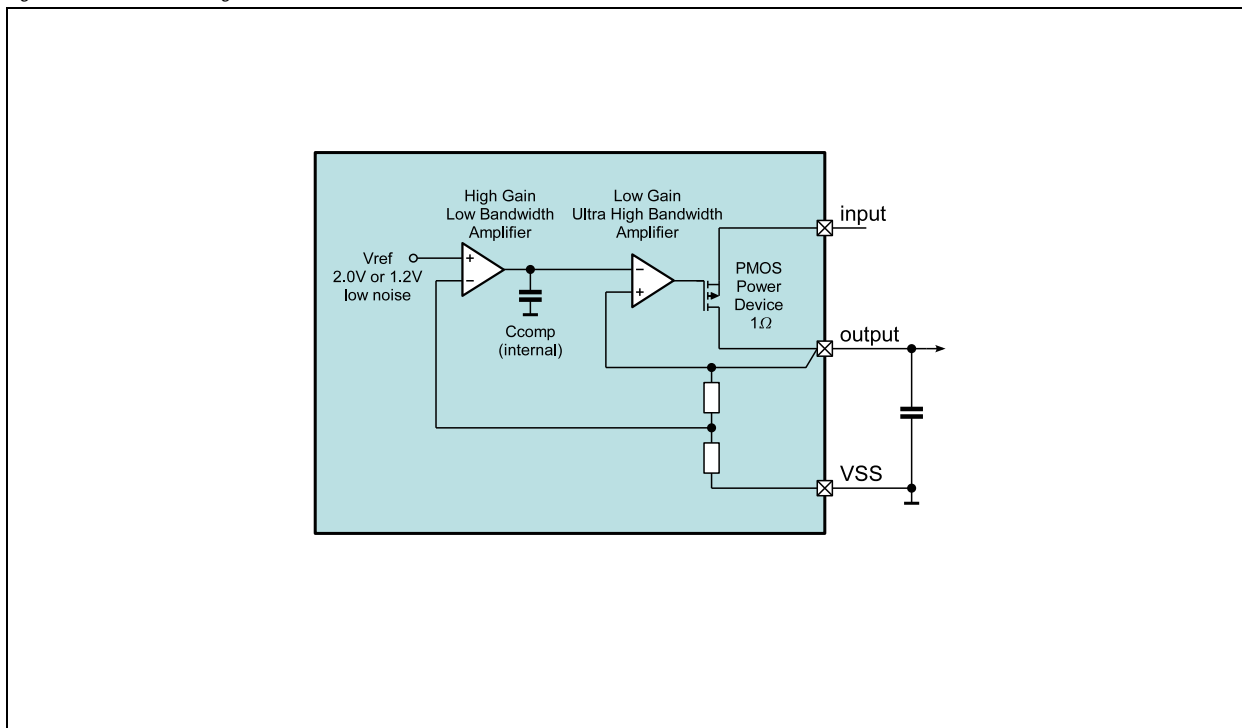 High Gain
Low Bandwidth
Amplifier
Low Gain
Ultra High Bandwidth
Amplifier
input
Vref
2.0V or 1.2V
low noise
+
−
−
+
PMOS
Power
Device
1Ω
Ccomp
(internal)
output
VSS